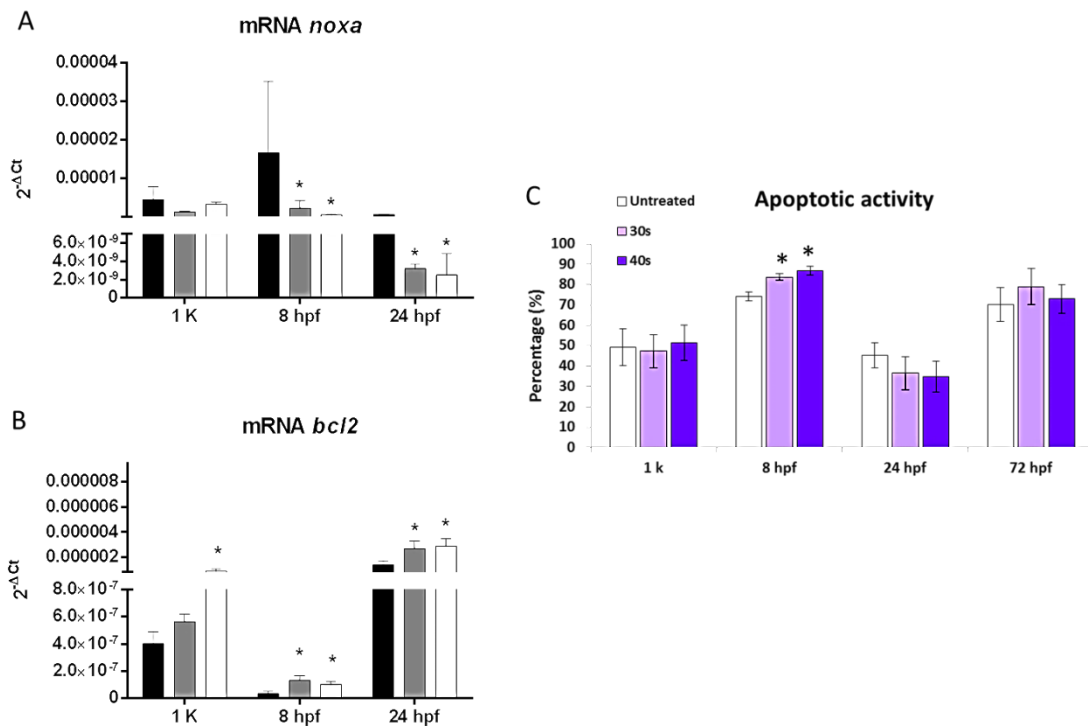 A
mRNA noxa
2^-ΔCt
0.00004
0.00003
0.00002
0.00001
6.0×10^-9
4.0×10^-9
2.0×10^-9
0
* * * *
1 K 8 hpf 24 hpf
B
mRNA bcl2
2^-ΔCt
0.000008
0.000006
0.000004
0.000002
8.0×10^-7
6.0×10^-7
4.0×10^-7
2.0×10^-7
0.0
* * * * *
1 K 8 hpf 24 hpf
C
Apoptotic activity
Untreated
30s
40s
Percentage (%)
100
90
80
70
60
50
40
30
20
10
0
* *
1 k 8 hpf 24 hpf 72 hpf